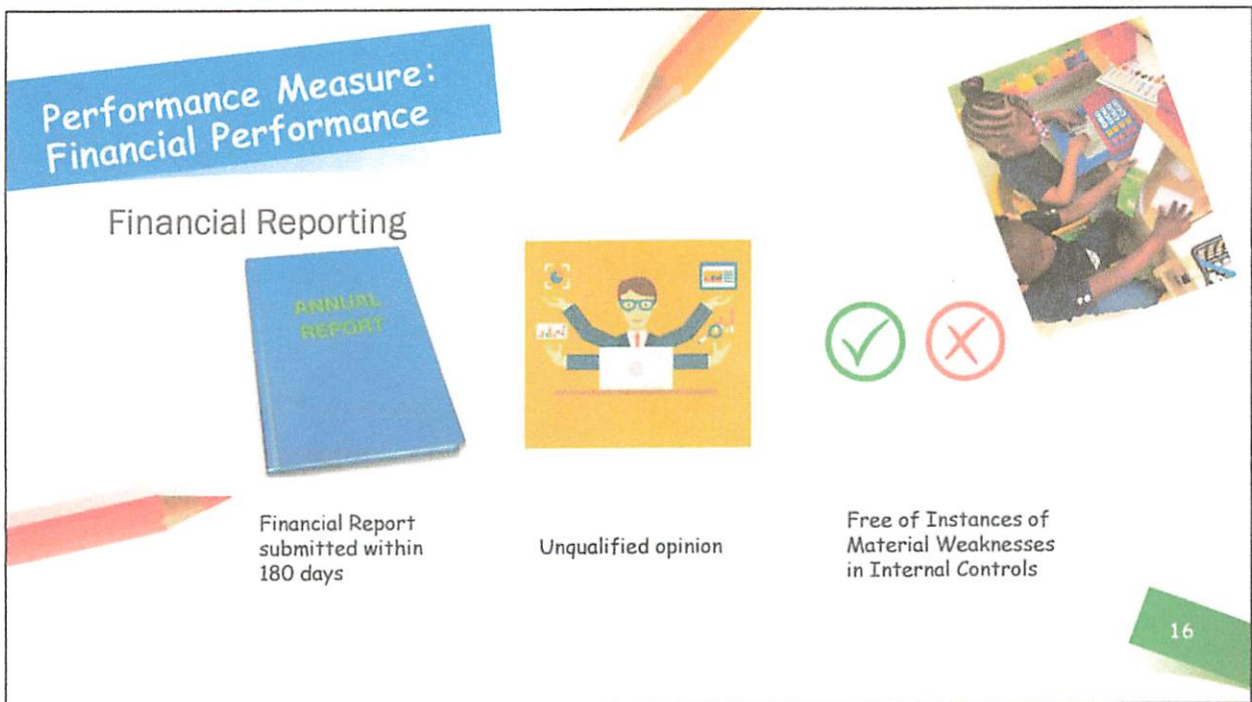 Performance Measure:
Financial Performance
Financial Reporting
ANNUAL
REPORT
Financial Report
submitted within
180 days
Unqualified opinion
Free of Instances of
Material Weaknesses
in Internal Controls
16